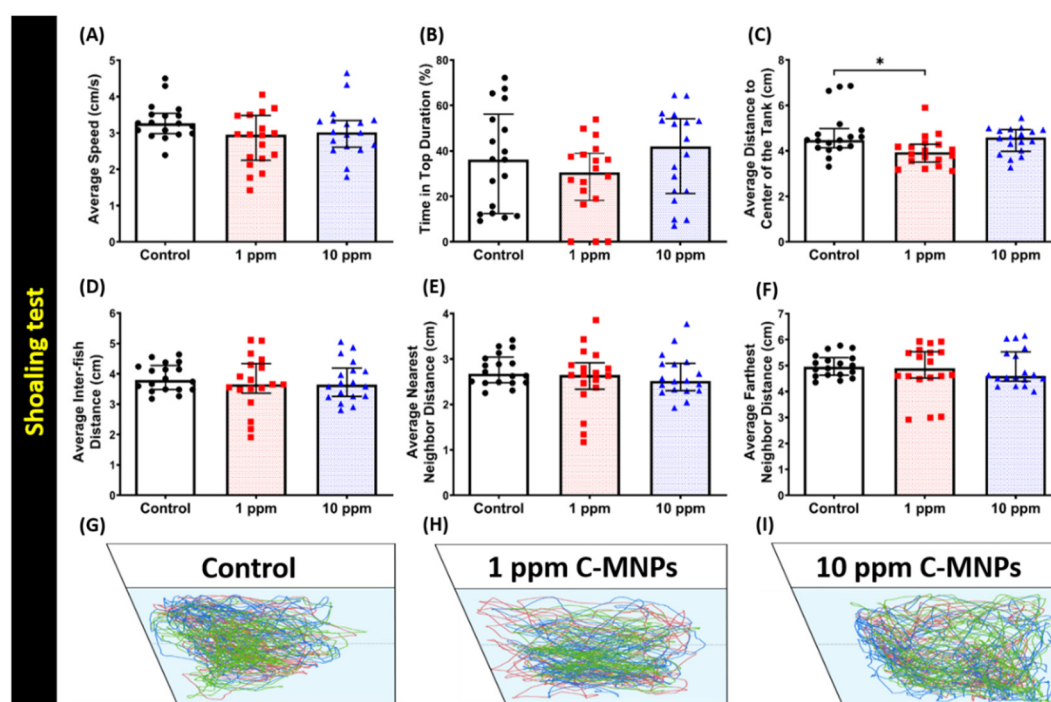 Shoaling test
(A)
Average Speed (cm/s)
5
4
3
2
1
0
Control
1 ppm
10 ppm
(B)
Time in Top Duration (%)
80
60
40
20
0
Control
1 ppm
10 ppm
(C)
Average Distance to
Center of the Tank (cm)
8
6
4
2
0
*
Control
1 ppm
10 ppm
(D)
Average Inter-fish
Distance (cm)
6
5
4
3
2
1
0
Control
1 ppm
10 ppm
(E)
Average Nearest
Neighbor Distance (cm)
4
3
2
1
0
Control
1 ppm
10 ppm
(F)
Average Farthest
Neighbor Distance (cm)
7
6
5
4
3
2
1
0
Control
1 ppm
10 ppm
(G)
Control
(H)
1 ppm C-MNPs
(I)
10 ppm C-MNPs